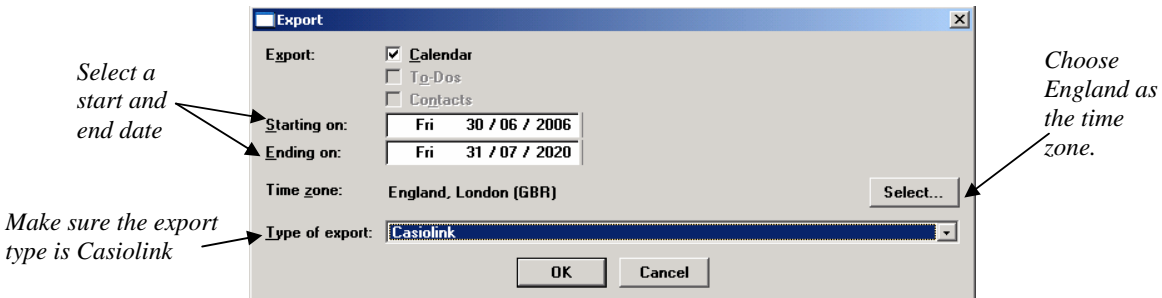 Export
Export: Calendar
To-Dos
Contacts
Select a
start and
end date
Starting on: Fri 30 / 06 / 2006
Ending on: Fri 31 / 07 / 2020
Time zone: England, London (GBR) Select...
Choose
England as
the time
zone.
Make sure the export
type is Casiolink
Type of export: Casiolink
OK Cancel